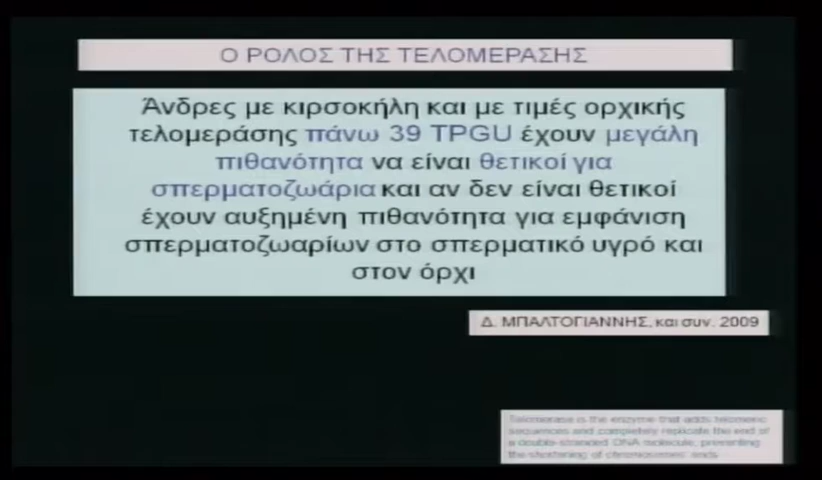 Ο ΡΟΛΟΣ ΤΗΣ ΤΕΛΟΜΕΡΑΣΗΣ
Άνδρες με κιρσοκήλη και με τιμές ορχικής
τελομεράσης πάνω 39 TPGU έχουν μεγάλη
πιθανότητα να είναι θετικοί για
σπερματοζωάρια και αν δεν είναι θετικοί
έχουν αυξημένη πιθανότητα για εμφάνιση
σπερματοζωαρίων στο σπερματικό υγρό και
στον όρχι
Δ. ΜΠΑΛΤΟΓΙΑΝΝΗΣ, και συν. 2009
Telomerase is the enzyme that adds telomeric
sequences and completely replicate the end of
a double-stranded DNA molecule, preventing
the shortening of chromosomes' ends